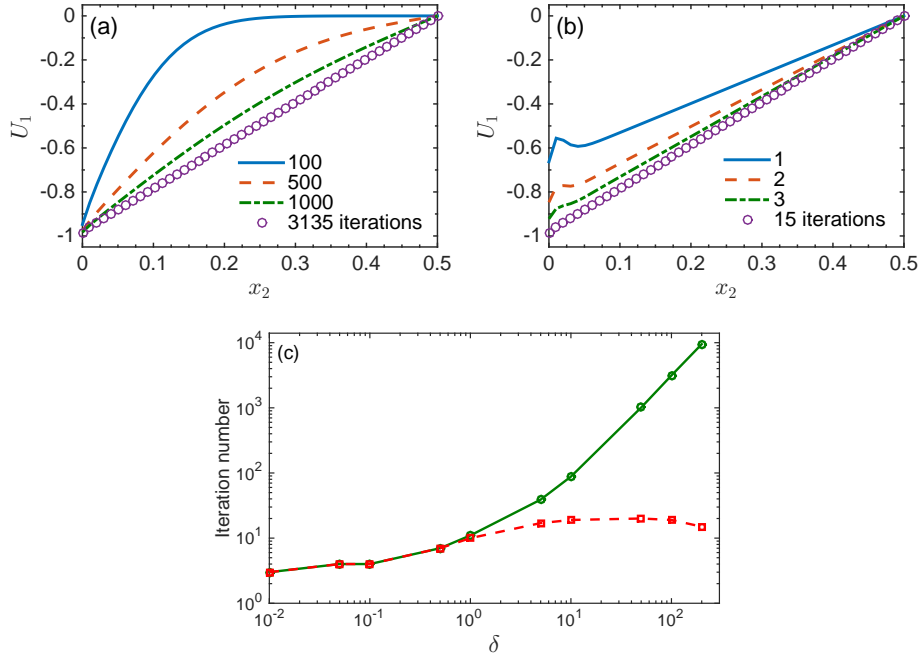 (a)
0
-0.2
-0.4
-0.6
-0.8
-1
U1
100
500
1000
3135 iterations
0 0.1 0.2 0.3 0.4 0.5
x2
(b)
0
-0.2
-0.4
-0.6
-0.8
-1
U1
1
2
3
15 iterations
0 0.1 0.2 0.3 0.4 0.5
x2
(c)
10^4
10^3
10^2
10^1
10^0
Iteration number
10^-2 10^-1 10^0 10^1 10^2
δ